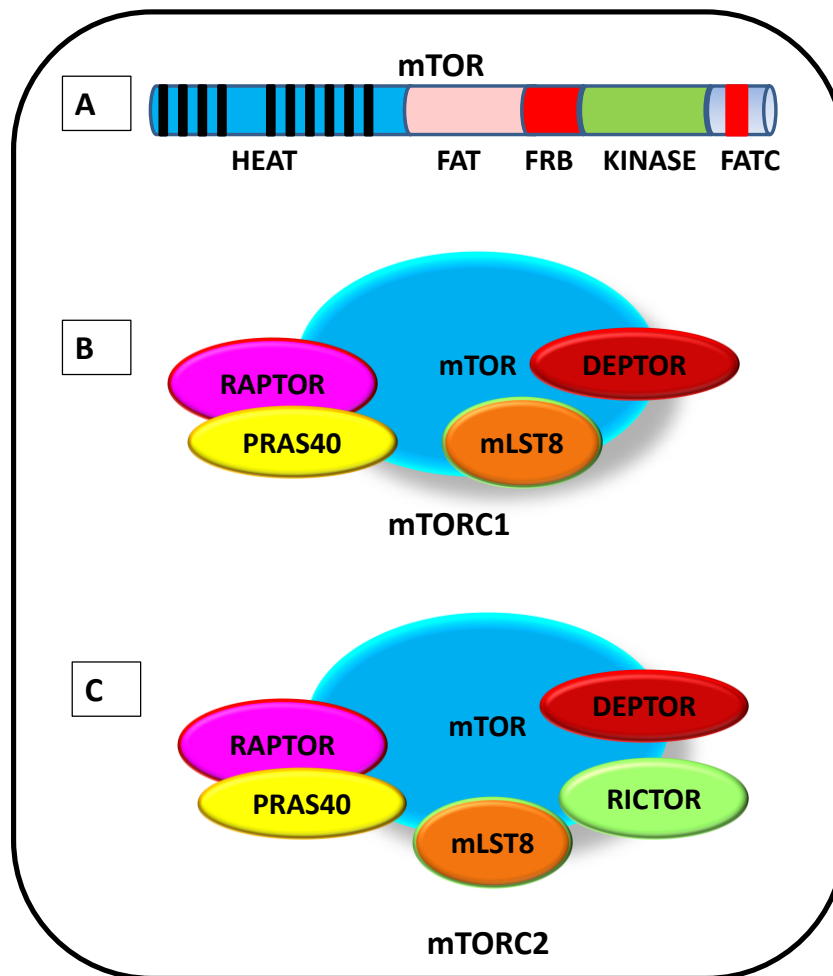 mTOR
A
HEAT FAT FRB KINASE FATC
B
RAPTOR mTOR DEPTOR
PRAS40 mLST8
mTORC1
C
DEPTOR
RAPTOR mTOR
PRAS40 RICTOR
mLST8
mTORC2